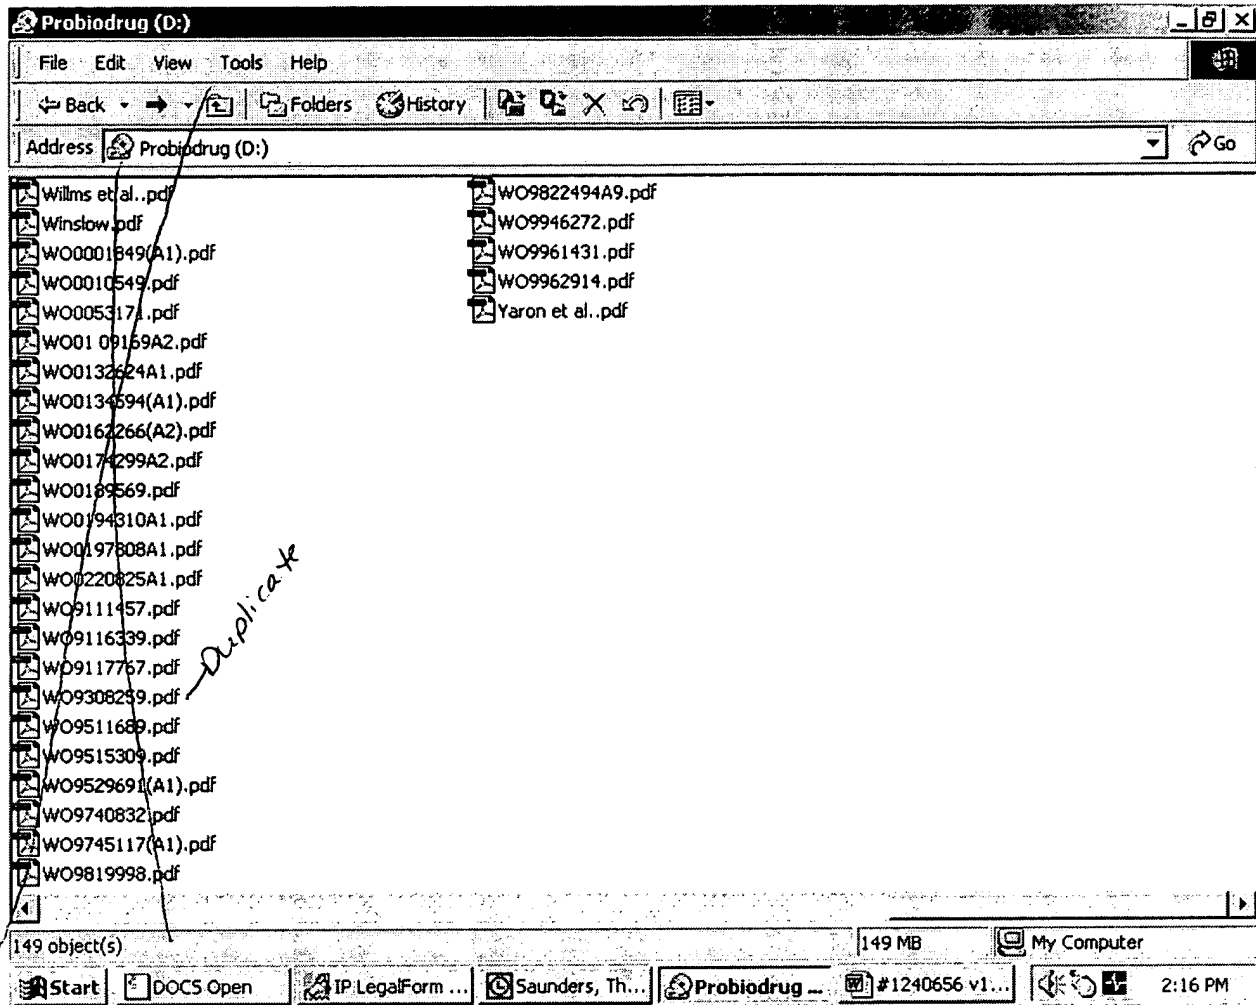 Probiodrug (D:)
File Edit View Tools Help
Back Folders History
Address Probiodrug (D:) Go
Willms et al..pdf
Winslow.pdf
WO0001849(A1).pdf
WO0010549.pdf
WO0053171.pdf
WO01 09169A2.pdf
WO0132624A1.pdf
WO0134594(A1).pdf
WO0162266(A2).pdf
WO0174299A2.pdf
WO0189569.pdf
WO0194310A1.pdf
WO0197808A1.pdf
WO0220825A1.pdf
WO9111457.pdf
WO9116339.pdf
WO9117767.pdf
WO9308259.pdf
Duplicate
WO9511689.pdf
WO9515309.pdf
WO9529691(A1).pdf
WO9740832.pdf
WO9745117(A1).pdf
WO9819998.pdf
WO9822494A9.pdf
WO9946272.pdf
WO9961431.pdf
WO9962914.pdf
Yaron et al..pdf
149 object(s) 149 MB My Computer
Start DOCS Open IP LegalForm ... Saunders, Th... Probiodrug ... #1240656 v1... 2:16 PM